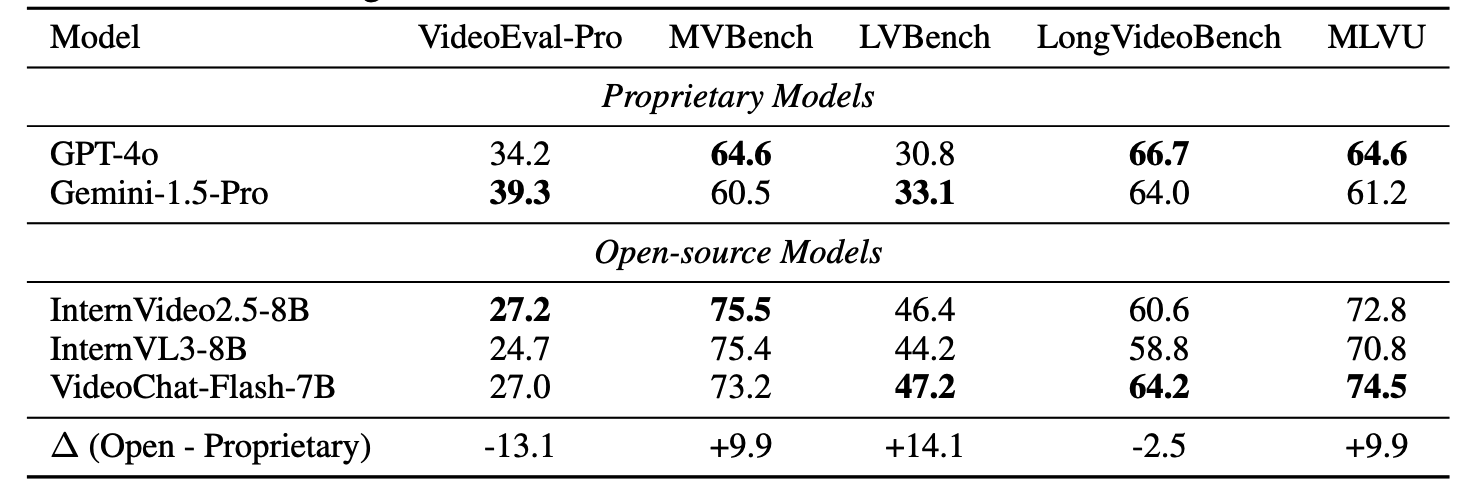 Model VideoEval-Pro MVBench LVBench LongVideoBench MLVU
Proprietary Models
GPT-4o 34.2 64.6 30.8 66.7 64.6
Gemini-1.5-Pro 39.3 60.5 33.1 64.0 61.2
Open-source Models
InternVideo2.5-8B 27.2 75.5 46.4 60.6 72.8
InternVL3-8B 24.7 75.4 44.2 58.8 70.8
VideoChat-Flash-7B 27.0 73.2 47.2 64.2 74.5
Δ (Open - Proprietary) -13.1 +9.9 +14.1 -2.5 +9.9